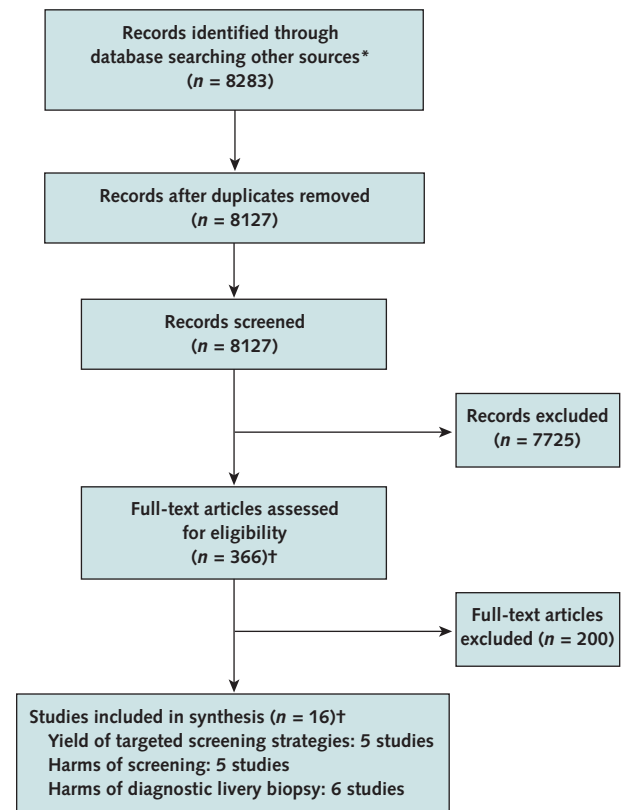 Records identified through
database searching other sources*
(n = 8283)
Records after duplicates removed
(n = 8127)
Records screened
(n = 8127)
Records excluded
(n = 7725)
Full-text articles assessed
for eligibility
(n = 366)†
Full-text articles
excluded (n = 200)
Studies included in synthesis (n = 16)†
Yield of targeted screening strategies: 5 studies
Harms of screening: 5 studies
Harms of diagnostic livery biopsy: 6 studies